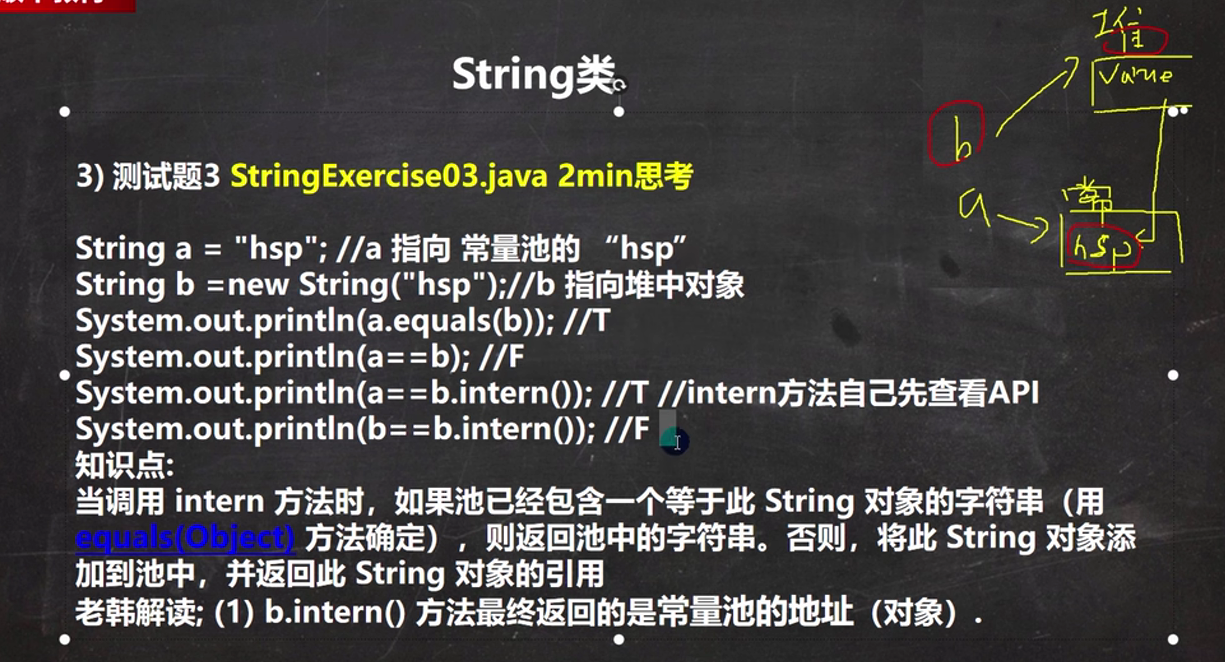 String类
3) 测试题3 StringExercise03.java 2min思考
String a = "hsp"; //a 指向 常量池的 “hsp”
String b =new String("hsp");//b 指向堆中对象
System.out.println(a.equals(b)); //T
System.out.println(a==b); //F
System.out.println(a==b.intern()); //T //intern方法自己先查看API
System.out.println(b==b.intern()); //F
知识点:
当调用 intern 方法时，如果池已经包含一个等于此 String 对象的字符串（用
equals(Object) 方法确定），则返回池中的字符串。否则，将此 String 对象添
加到池中，并返回此 String 对象的引用
老韩解读; (1) b.intern() 方法最终返回的是常量池的地址（对象）.
value
b
a
常
hsp